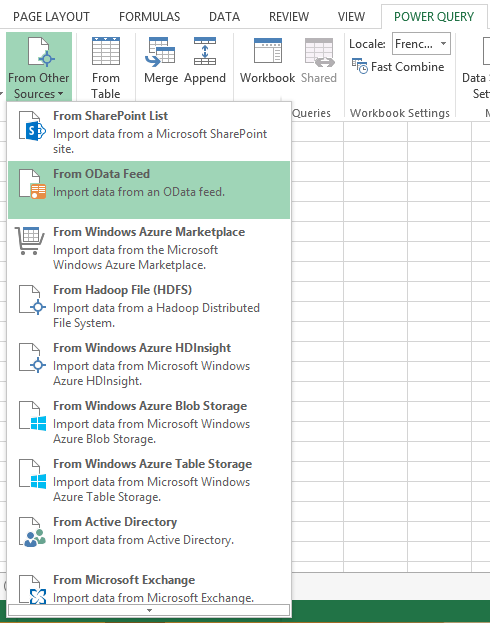 PAGE LAYOUT FORMULAS DATA REVIEW VIEW POWER QUERY
From Other Sources
From Table
Merge Append
Workbook Shared
Locale: Frenc...
Fast Combine
Data S
Set
Queries Workbook Settings M
From SharePoint List
Import data from a Microsoft SharePoint
site.
From OData Feed
Import data from an OData feed.
From Windows Azure Marketplace
Import data from the Microsoft
Windows Azure Marketplace.
From Hadoop File (HDFS)
Import data from a Hadoop Distributed
File System.
From Windows Azure HDInsight
Import data from Microsoft Windows
Azure HDInsight.
From Windows Azure Blob Storage
Import data from Microsoft Windows
Azure Blob Storage.
From Windows Azure Table Storage
Import data from Microsoft Windows
Azure Table Storage.
From Active Directory
Import data from Active Directory.
From Microsoft Exchange
Import data from Microsoft Exchange.